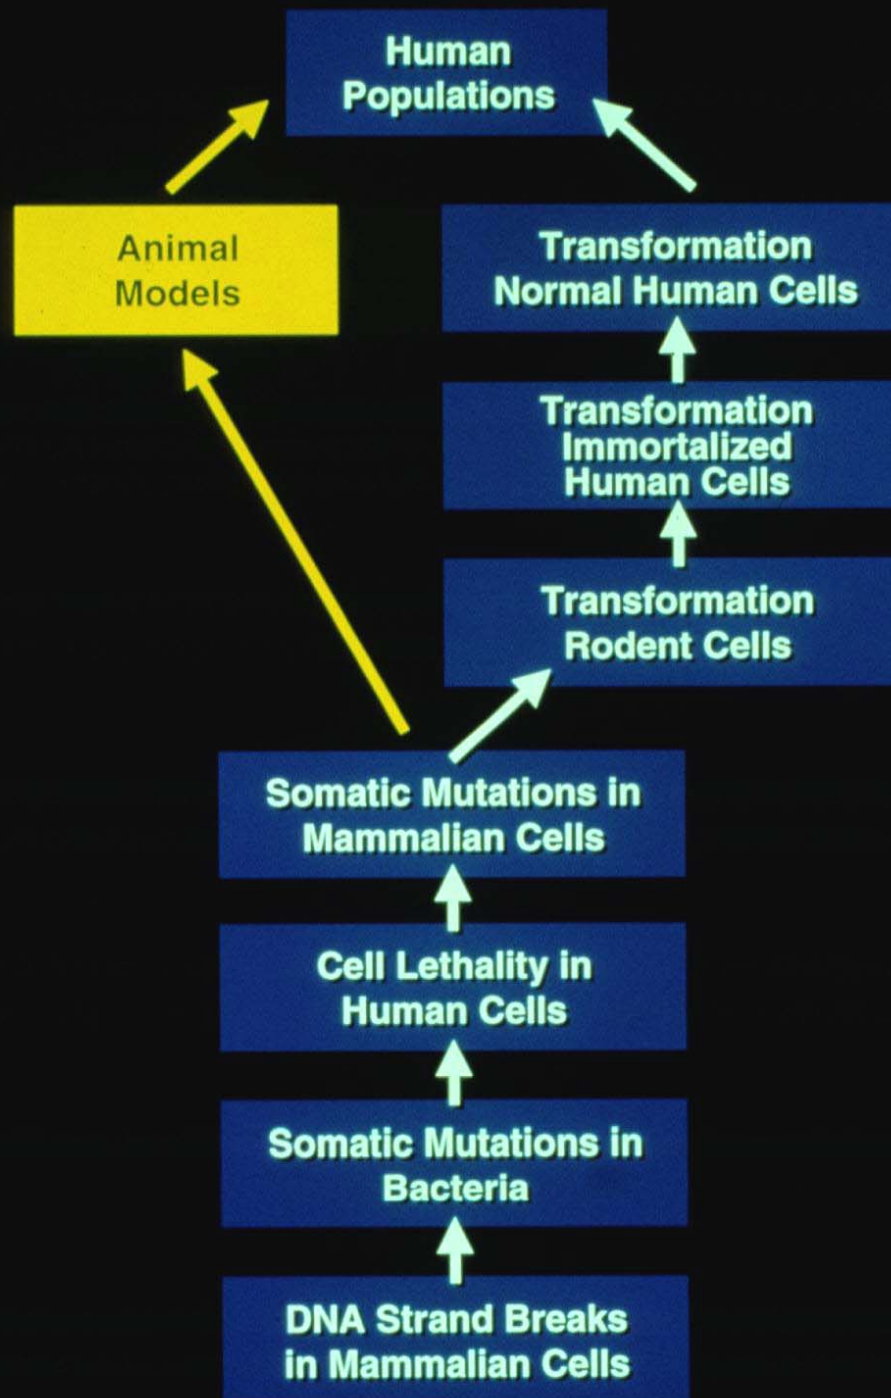 Human
Populations
Animal
Models
Transformation
Normal Human Cells
Transformation
Immortalized
Human Cells
Transformation
Rodent Cells
Somatic Mutations in
Mammalian Cells
Cell Lethality in
Human Cells
Somatic Mutations in
Bacteria
DNA Strand Breaks
in Mammalian Cells